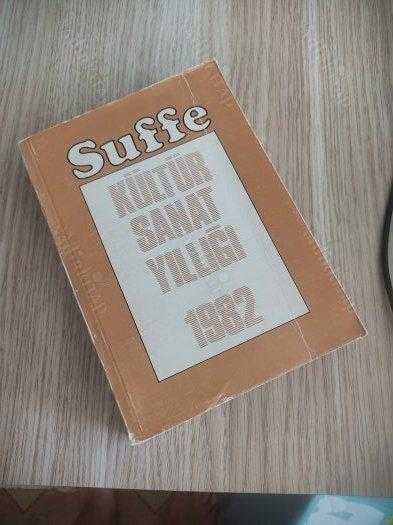 Suffe
KÜLTÜR
SANAT
YILLIĞI
1982